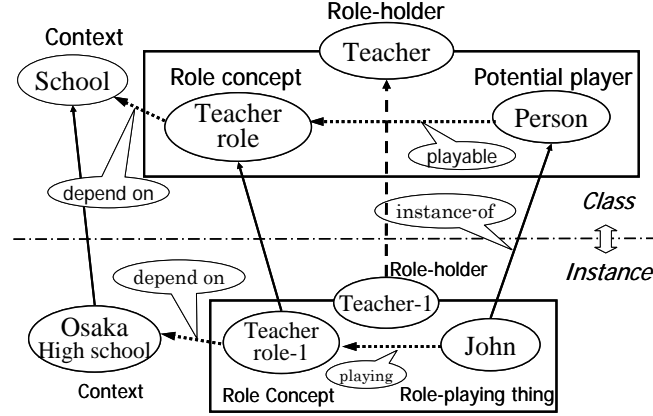 Role-holder
Context
Teacher
School
Role concept
Potential player
Teacher
role
Person
playable
depend on
instance-of
Class
Instance
depend on
Role-holder
Teacher-1
Osaka
High school
Teacher
role-1
John
playing
Context
Role Concept
Role-playing thing